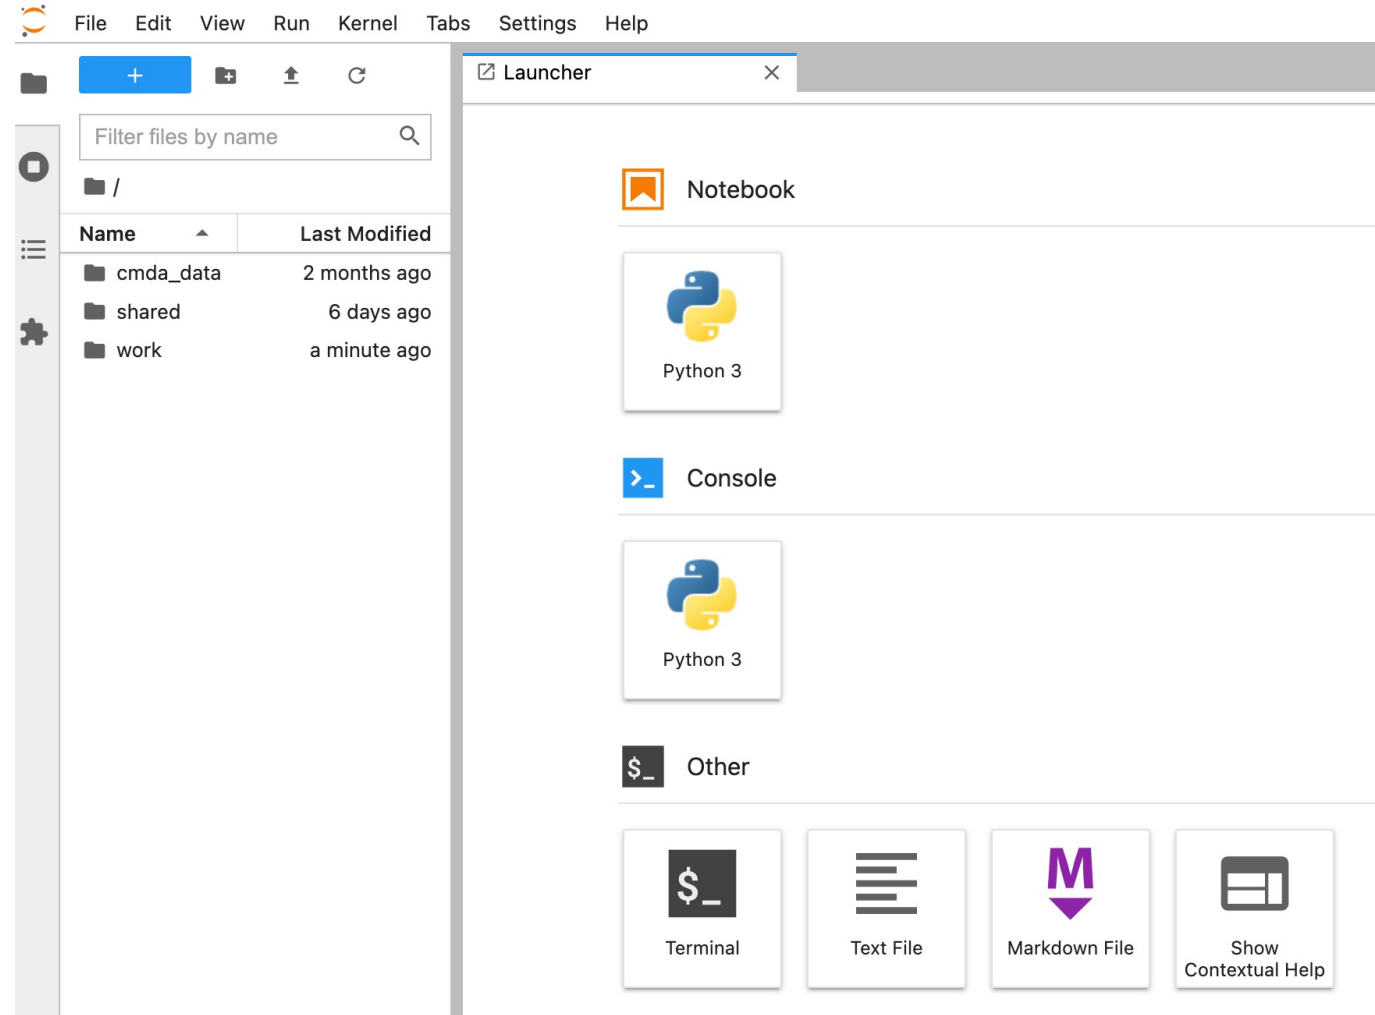 File Edit View Run Kernel Tabs Settings Help
+
Launcher
Filter files by name
/
Name Last Modified
cmda_data 2 months ago
shared 6 days ago
work a minute ago
Notebook
Python 3
>_ Console
Python 3
$_ Other
$_
M
Terminal
Text File
Markdown File
Show
Contextual Help